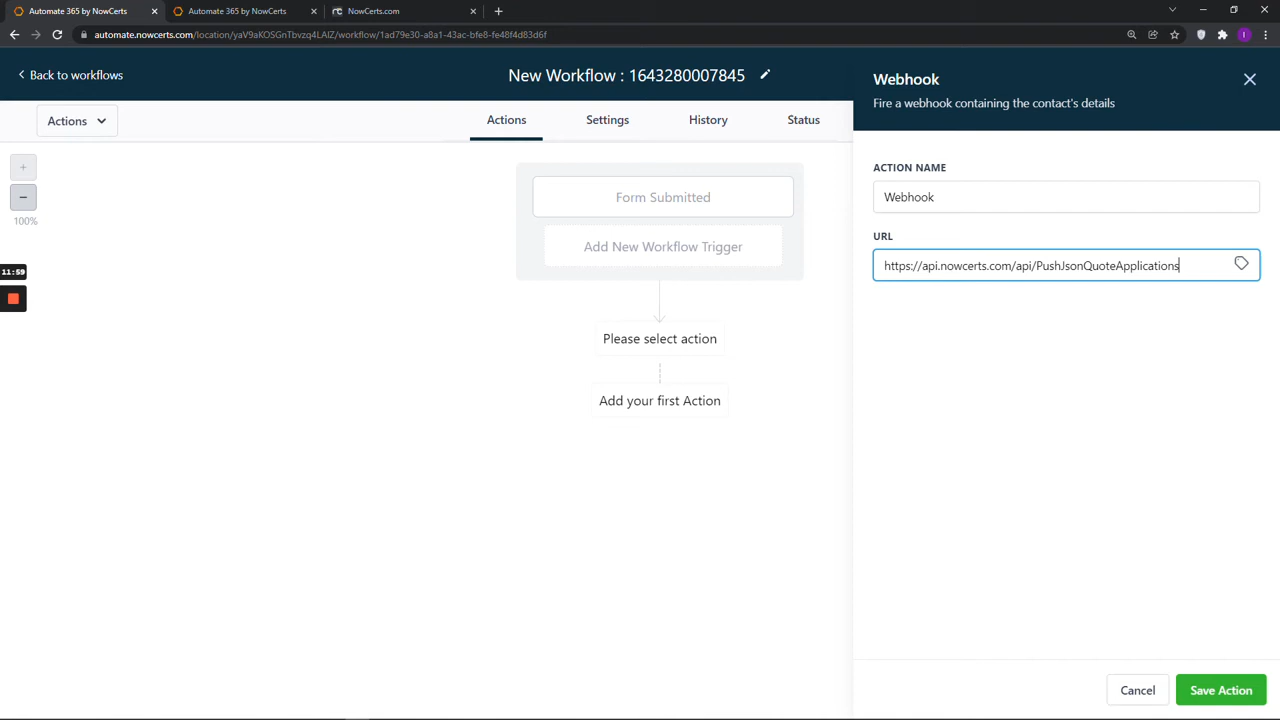 Automate 365 by NowCerts
Automate 365 by NowCerts
NowCerts.com
automate.nowcerts.com/location/yaV9aKOSGnTbvzq4LAIZ/workflow/1ad79e30-a8a1-43ac-bfe8-fe48f4d83d6f
Back to workflows
New Workflow : 1643280007845
Webhook
Fire a webhook containing the contact's details
Actions
Actions
Settings
History
Status
100%
11:59
Form Submitted
Add New Workflow Trigger
Please select action
Add your first Action
ACTION NAME
Webhook
URL
https://api.nowcerts.com/api/PushJsonQuoteApplications
Cancel
Save Action